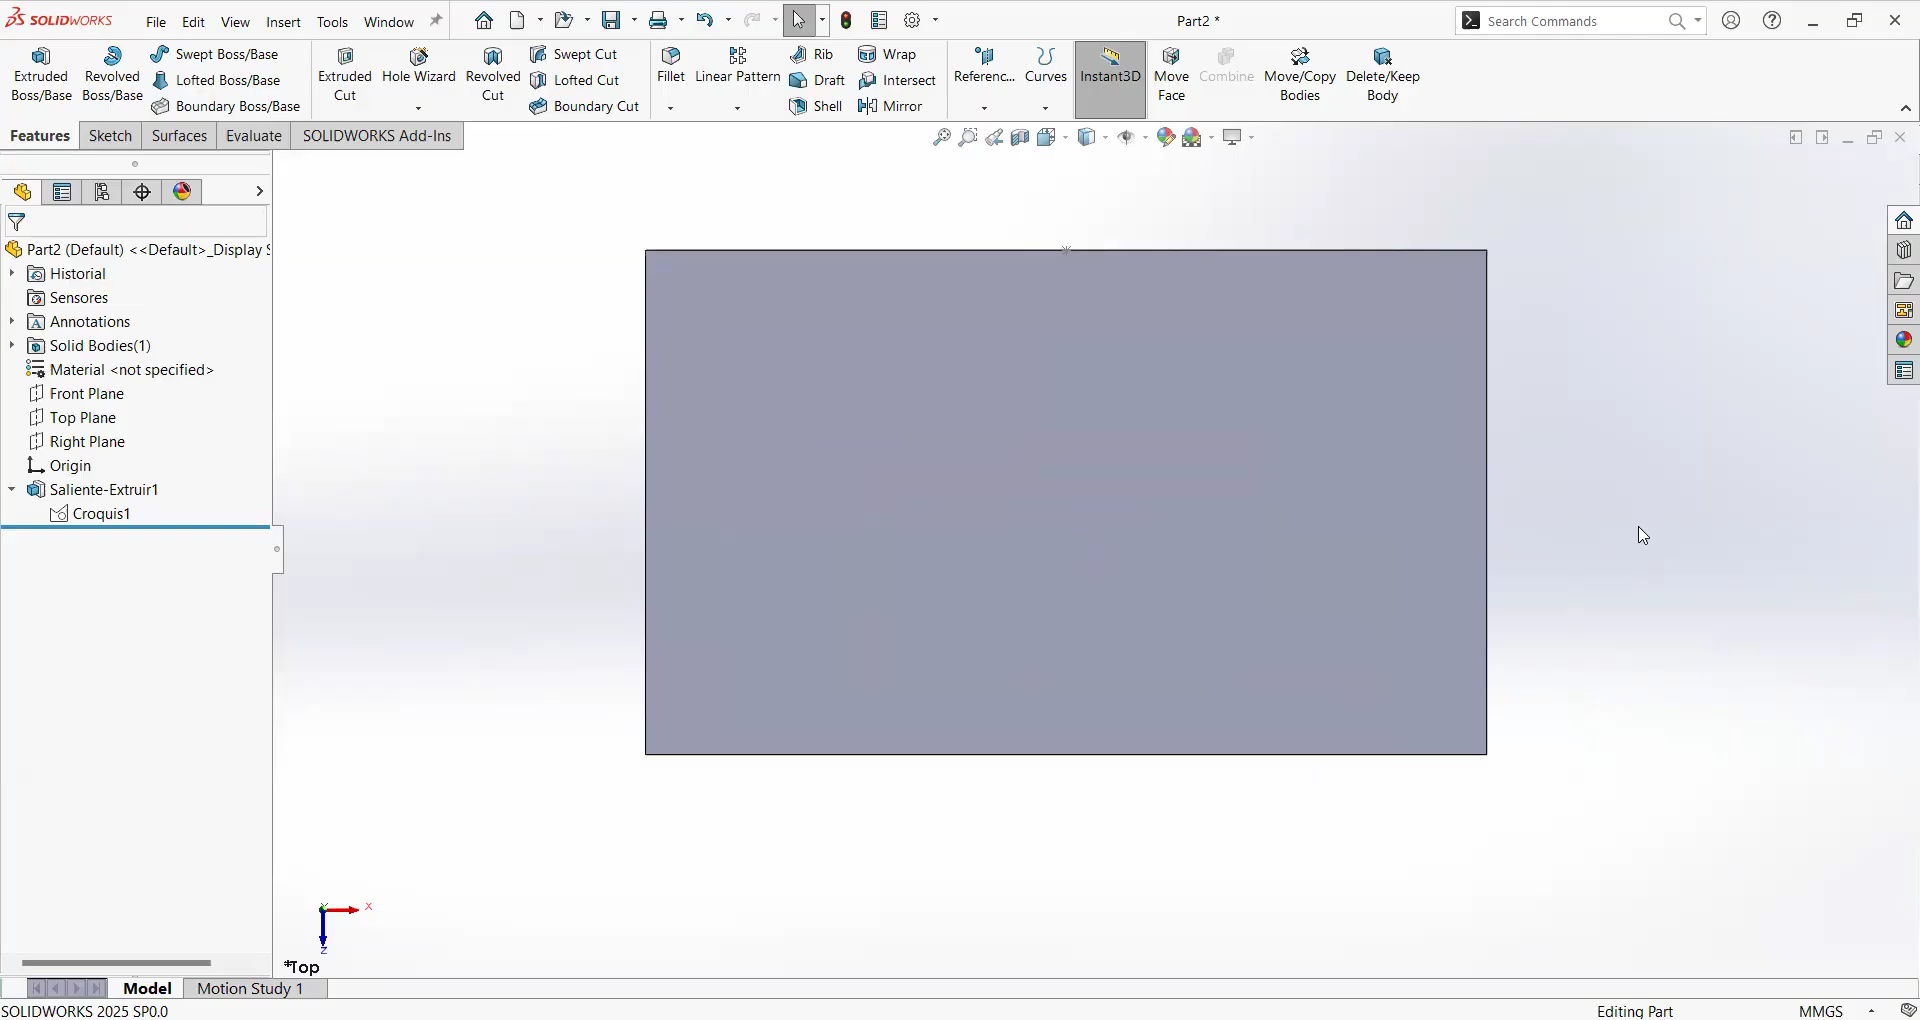 SOLIDWORKS File Edit View Insert Tools Window Part2 * Search Commands
Extruded Boss/Base
Revolved Boss/Base
Swept Boss/Base
Lofted Boss/Base
Boundary Boss/Base
Extruded Cut
Hole Wizard
Revolved Cut
Swept Cut
Lofted Cut
Boundary Cut
Fillet
Linear Pattern
Rib
Draft
Shell
Wrap
Intersect
Mirror
Referenc...
Curves
Instant3D
Move Face
Combine
Move/Copy Bodies
Delete/Keep Body
Features Sketch Surfaces Evaluate SOLIDWORKS Add-Ins
Part2 (Default) <<Default>_Display S
Historial
Sensores
Annotations
Solid Bodies(1)
Material <not specified>
Front Plane
Top Plane
Right Plane
Origin
Saliente-Extruir1
Croquis1
Y X
Z
*Top
Model Motion Study 1
SOLIDWORKS 2025 SP0.0 Editing Part MMGS